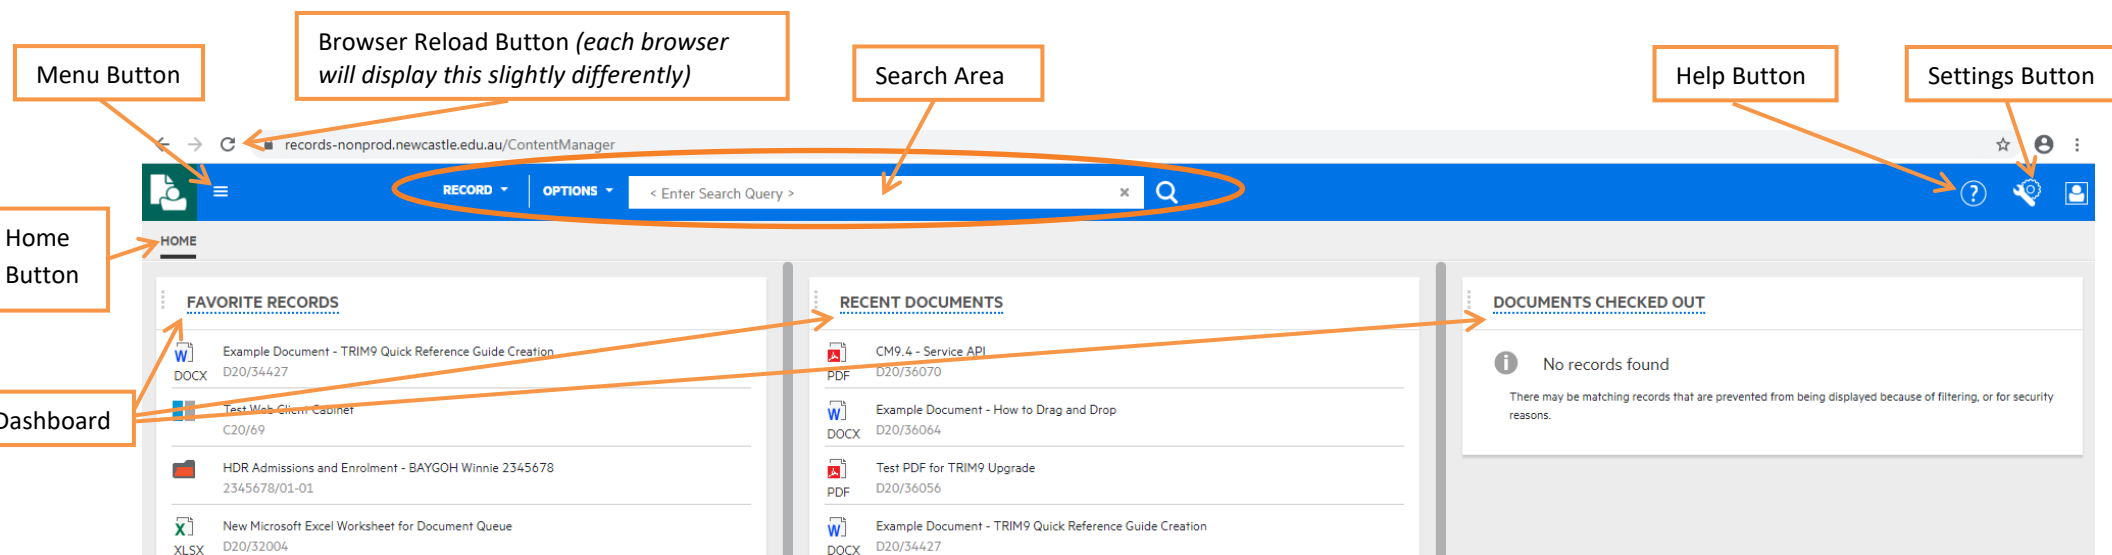 Browser Reload Button (each browser
will display this slightly differently)
Menu Button
Search Area
Help Button
Settings Button
records-nonprod.newcastle.edu.au/ContentManager
RECORD
OPTIONS
< Enter Search Query >
Home
Button
HOME
FAVORITE RECORDS
Example Document - TRIM9 Quick Reference Guide Creation
DOCX D20/34427
Dashboard
Test Web Client Cabinet
C20/69
HDR Admissions and Enrolment - BAYGOH Winnie 2345678
2345678/01-01
New Microsoft Excel Worksheet for Document Queue
XLSX D20/32004
RECENT DOCUMENTS
CM9.4 - Service API
PDF D20/36070
Example Document - How to Drag and Drop
DOCX D20/36064
Test PDF for TRIM9 Upgrade
PDF D20/36056
Example Document - TRIM9 Quick Reference Guide Creation
DOCX D20/34427
DOCUMENTS CHECKED OUT
No records found
There may be matching records that are prevented from being displayed because of filtering, or for security
reasons.